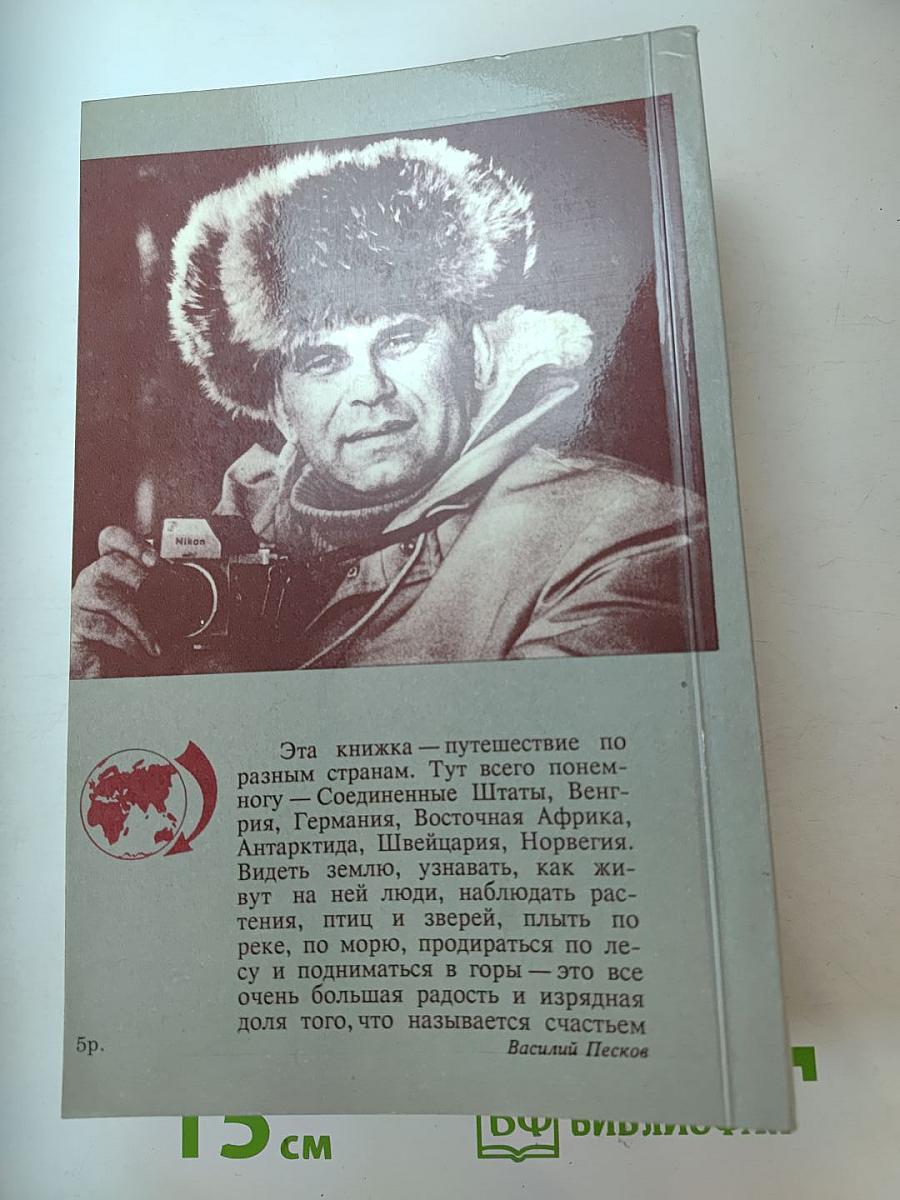 Nikon
Эта книжка — путешествие по
разным странам. Тут всего понем-
ногу — Соединенные Штаты, Венг-
рия, Германия, Восточная Африка,
Антарктида, Швейцария, Норвегия.
Видеть землю, узнавать, как жи-
вут на ней люди, наблюдать рас-
тения, птиц и зверей, плыть по
реке, по морю, продираться по ле-
су и подниматься в горы — это все
очень большая радость и изрядная
доля того, что называется счастьем
Василий Песков
5р.
15 см
БФ